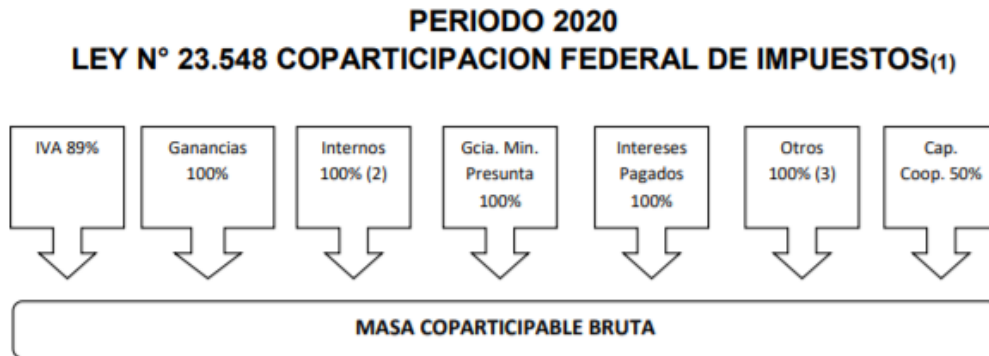 PERIODO 2020
LEY N° 23.548 COPARTICIPACION FEDERAL DE IMPUESTOS(1)
IVA 89%
Ganancias
100%
Internos
100% (2)
Gcia. Min.
Presunta
100%
Intereses
Pagados
100%
Otros
100% (3)
Cap.
Coop. 50%
MASA COPARTICIPABLE BRUTA